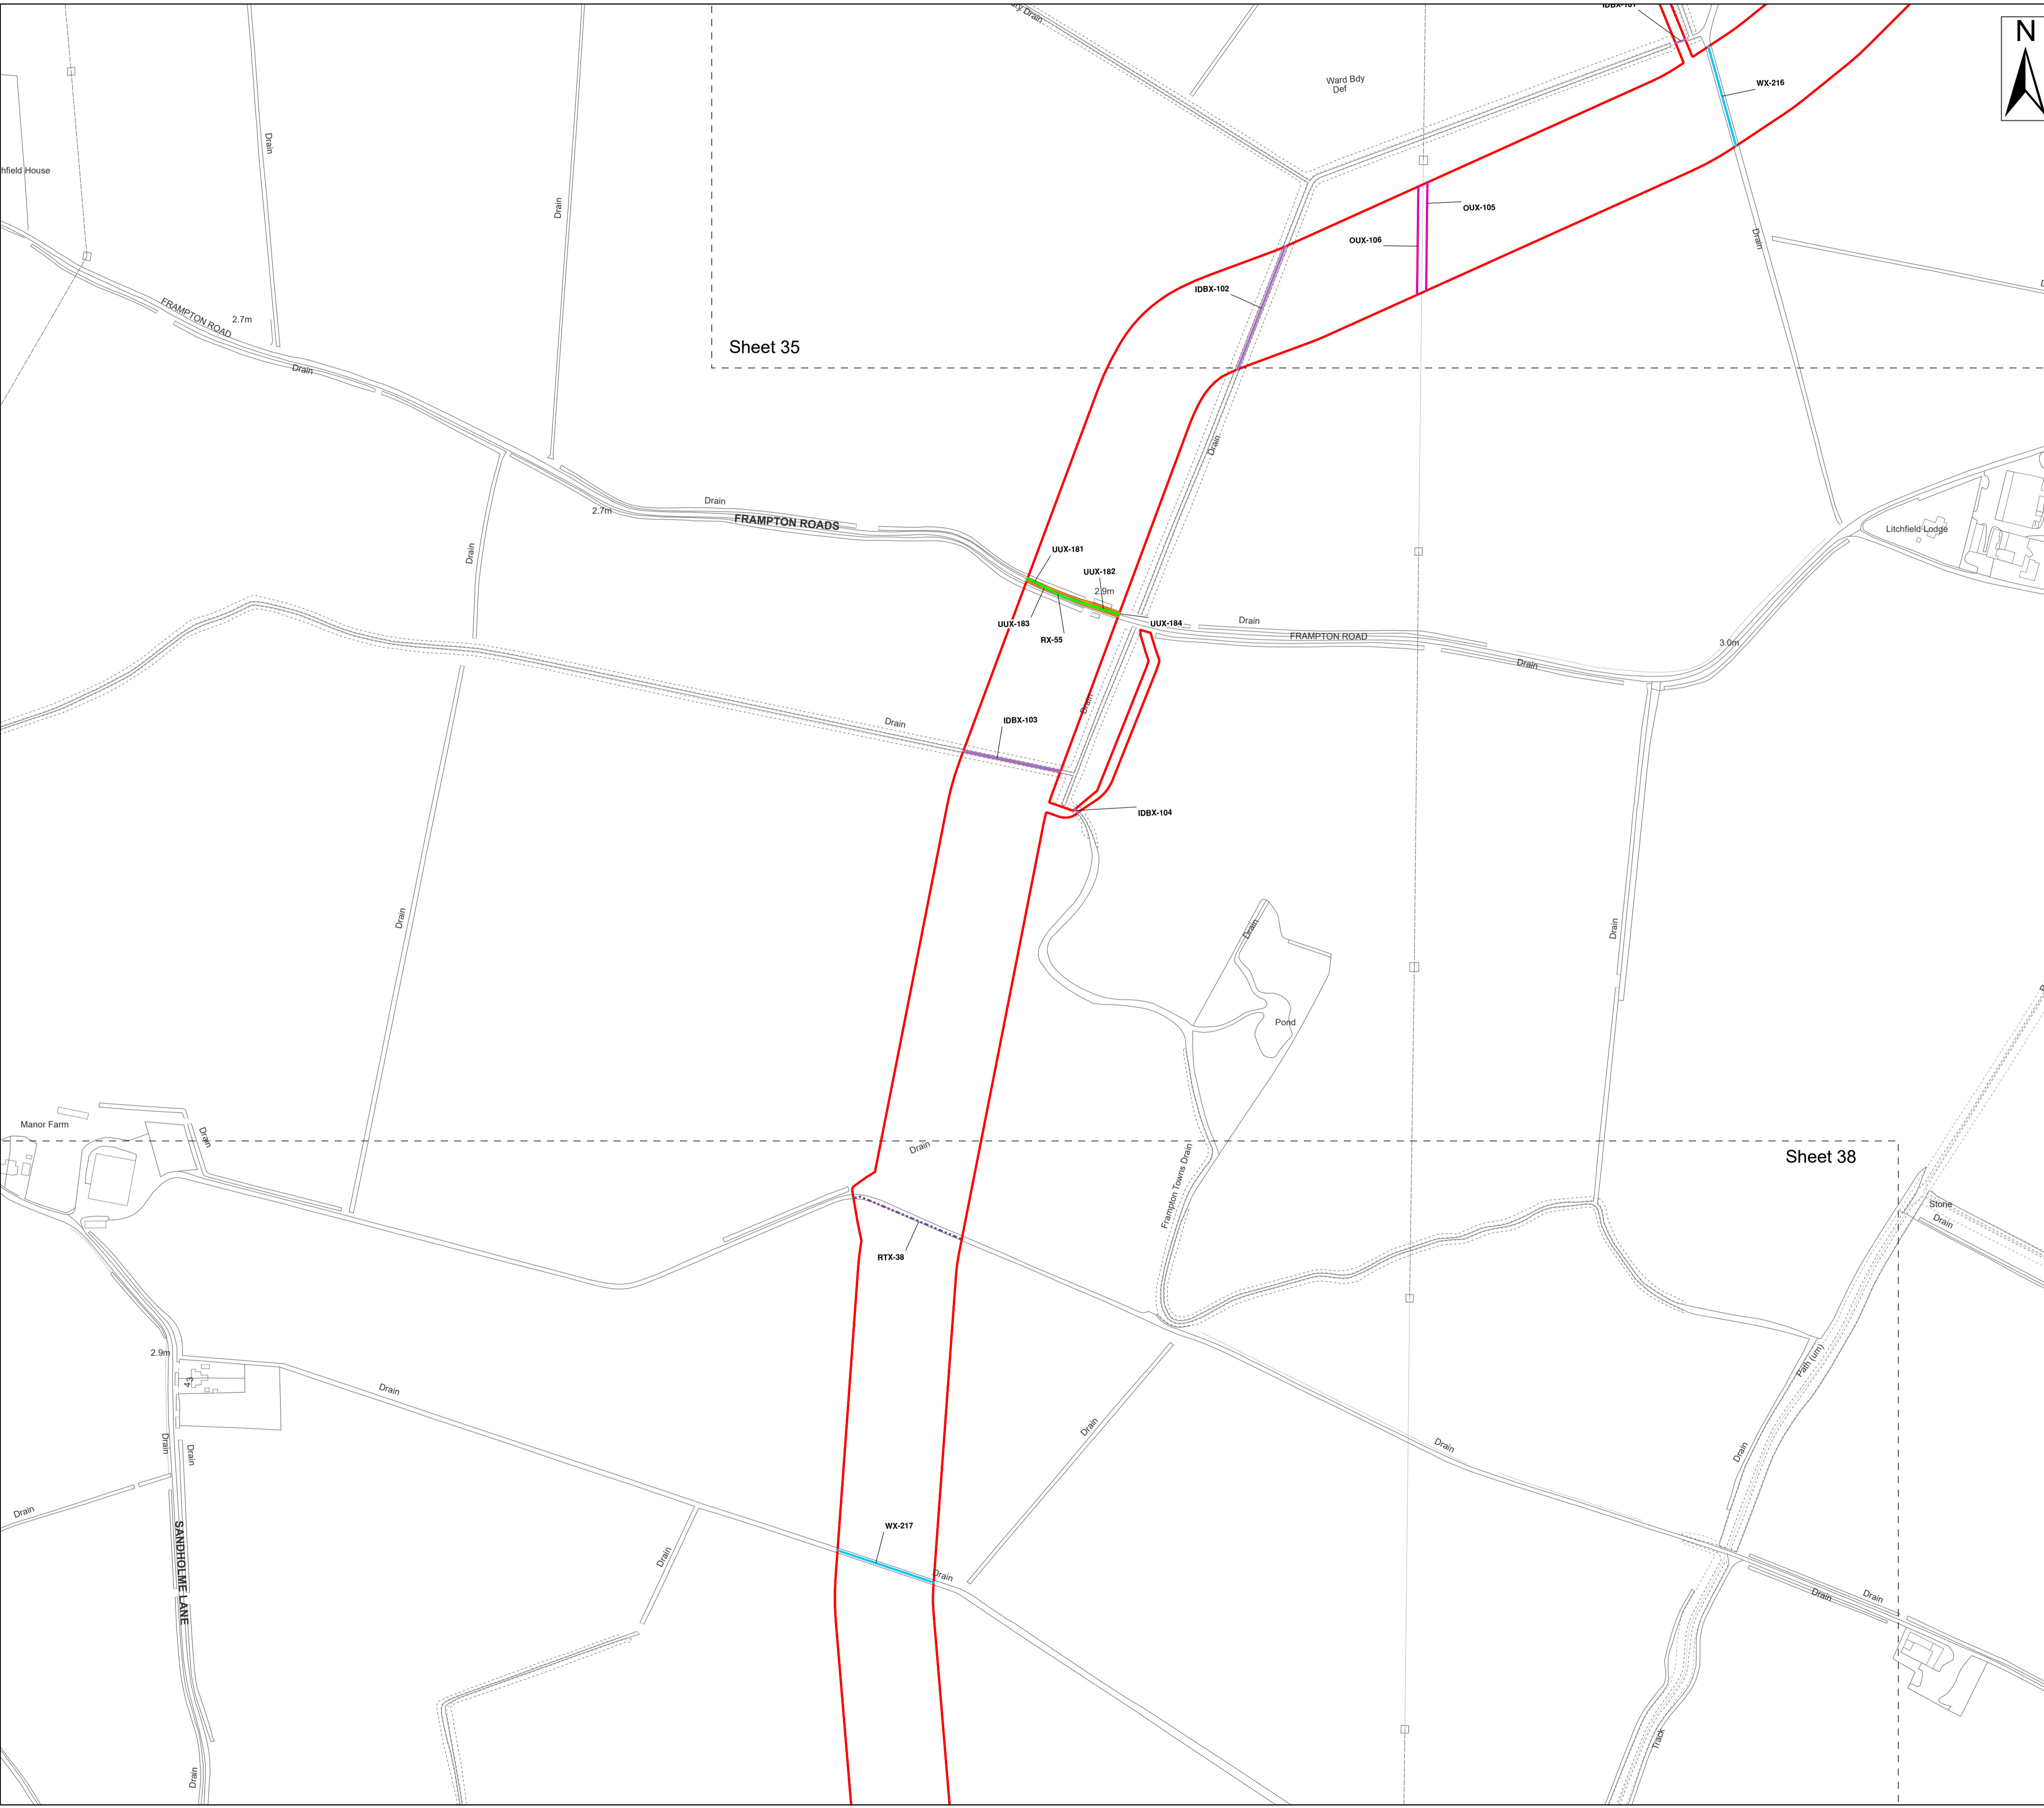 IDBX-101
N
Drain
Ward Bdy
Def
WX-216
Drain
hfield House
Drain
OUX-105
OUX-106
Drain
IDBX-102
FRAMPTON ROAD
2.7m
Sheet 35
Drain
Drain
Drain
2.7m
FRAMPTON ROADS
Litchfield Lodge
Drain
UUX-181
UUX-182
2.9m
UUX-183
UUX-184
RX-55
Drain
FRAMPTON ROAD
3.0m
Drain
Drain
Drain
IDBX-103
IDBX-104
Drain
Drain
Drain
Pond
Manor Farm
Drain
Drain
Sheet 38
Frampton Towns Drain
Stone
Drain
RTX-38
2.9m
43
Drain
Path (um)
Drain
Drain
Drain
Drain
Drain
Drain
WX-217
SANDHOLME LANE
Drain
Drain
Drain
Drain
Track
Drain